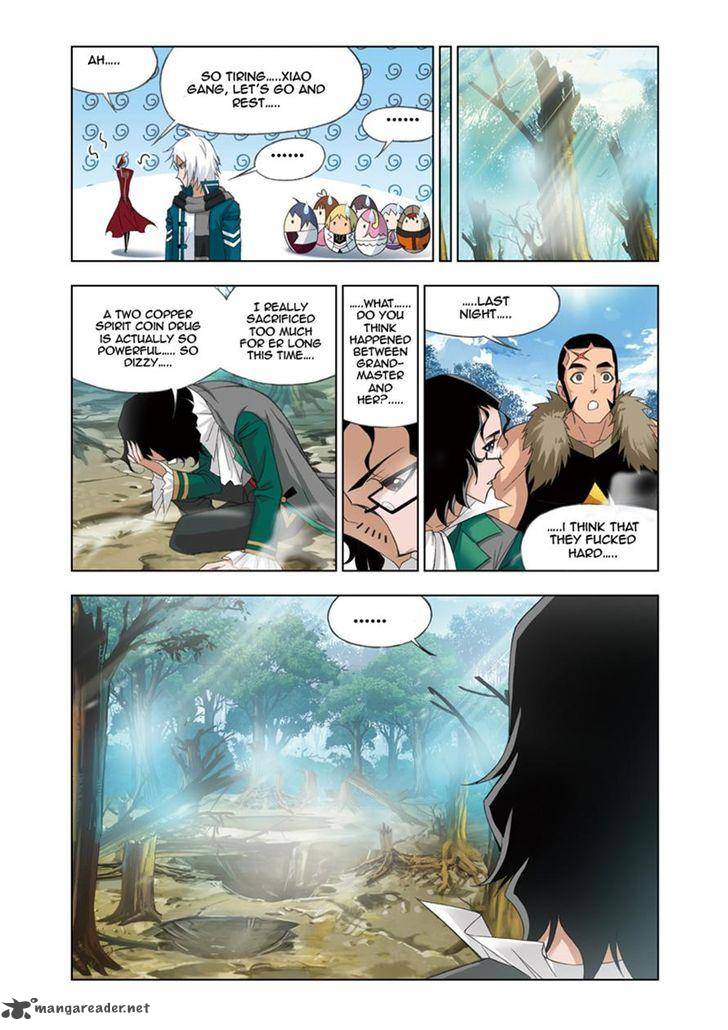 AH.....
SO TIRING.....XIAO
GANG, LET'S GO AND
REST.....
......
......
A TWO COPPER
SPIRIT COIN DRUG
IS ACTUALLY SO
POWERFUL..... SO
DIZZY.....
I REALLY
SACRIFICED
TOO MUCH
FOR ER LONG
THIS TIME....
.....WHAT......
DO YOU
THINK
HAPPENED
BETWEEN
GRAND-
MASTER
AND
HER?.....
.....LAST
NIGHT.....
.....I THINK THAT
THEY FUCKED
HARD.....
......
mangareader.net